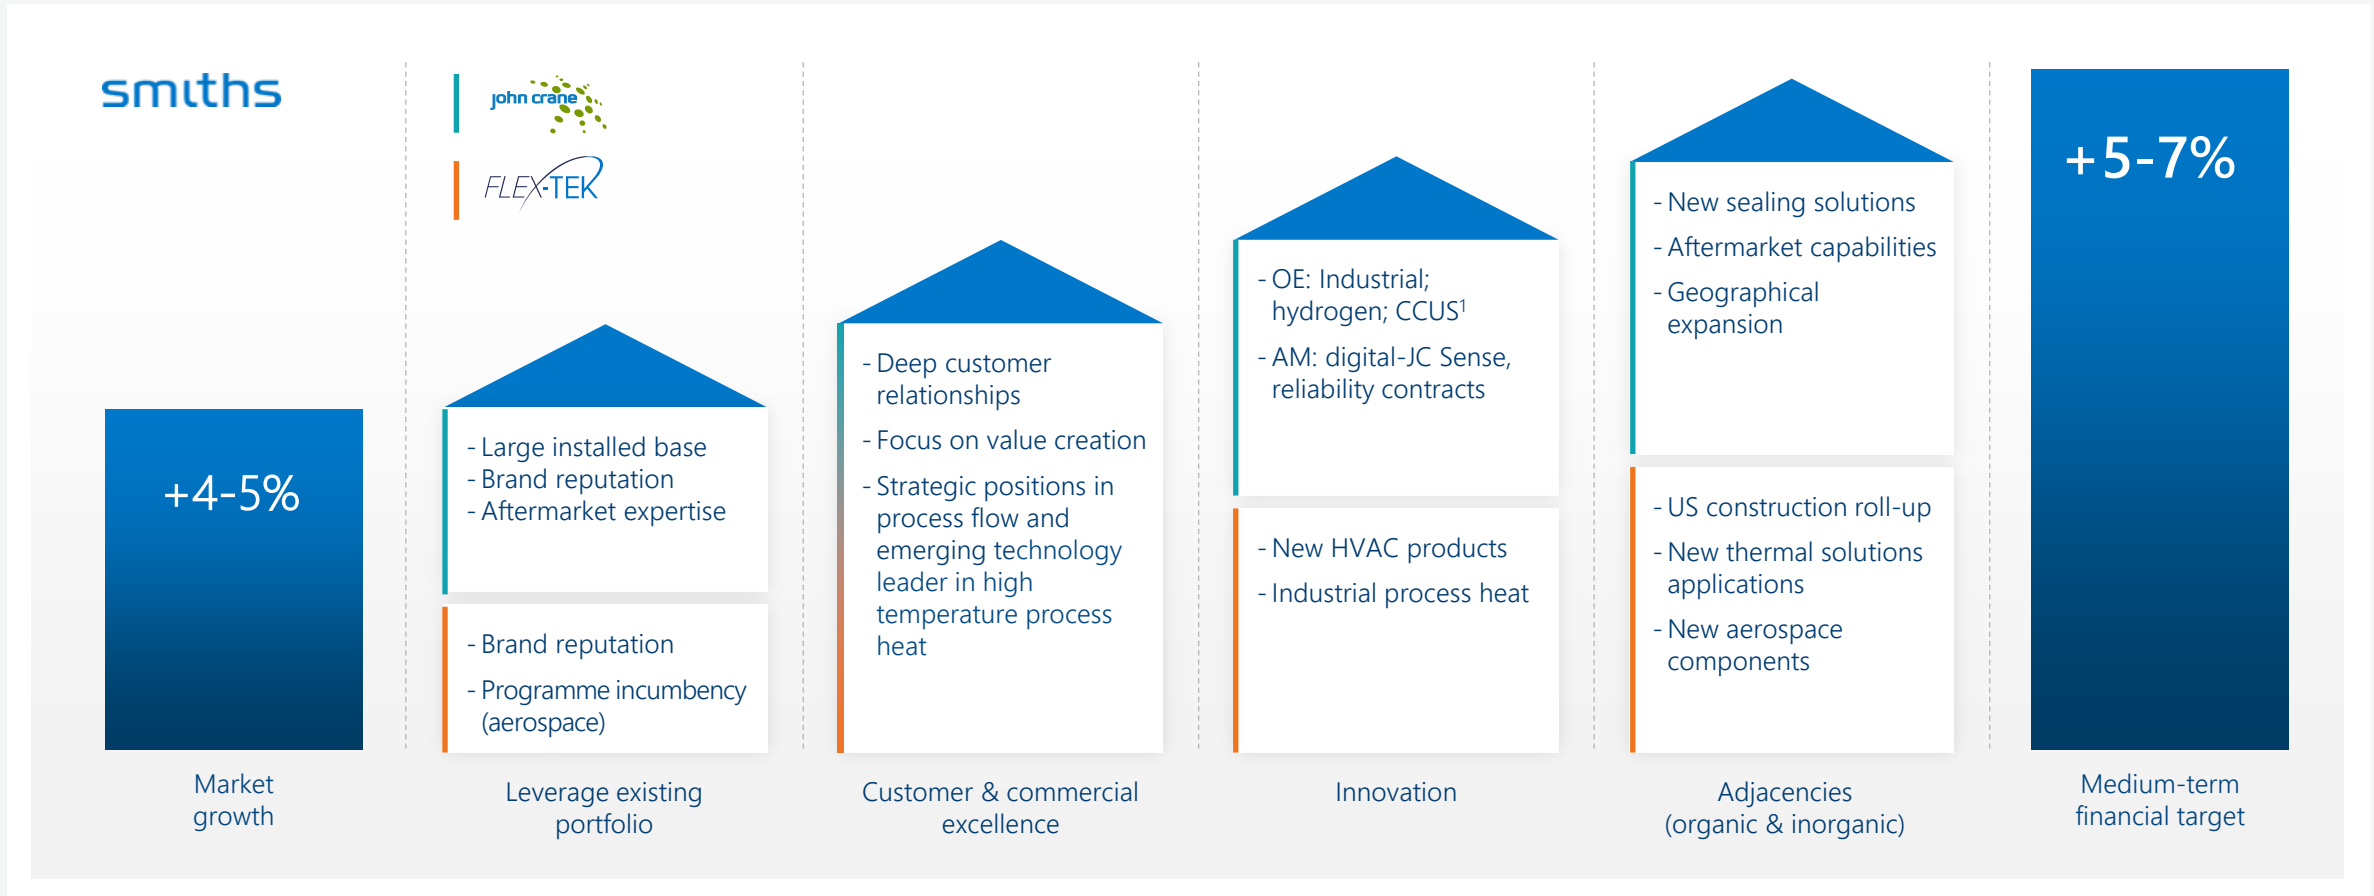 smiths
john crane
FLEX-TEK
+4-5%
Market
growth
- Large installed base
- Brand reputation
- Aftermarket expertise
- Brand reputation
- Programme incumbency
(aerospace)
Leverage existing
portfolio
- Deep customer
relationships
- Focus on value creation
- Strategic positions in
process flow and
emerging technology
leader in high
temperature process
heat
Customer & commercial
excellence
- OE: Industrial;
hydrogen; CCUS¹
- AM: digital-JC Sense,
reliability contracts
- New HVAC products
- Industrial process heat
Innovation
- New sealing solutions
- Aftermarket capabilities
- Geographical
expansion
- US construction roll-up
- New thermal solutions
applications
- New aerospace
components
Adjacencies
(organic & inorganic)
+5-7%
Medium-term
financial target